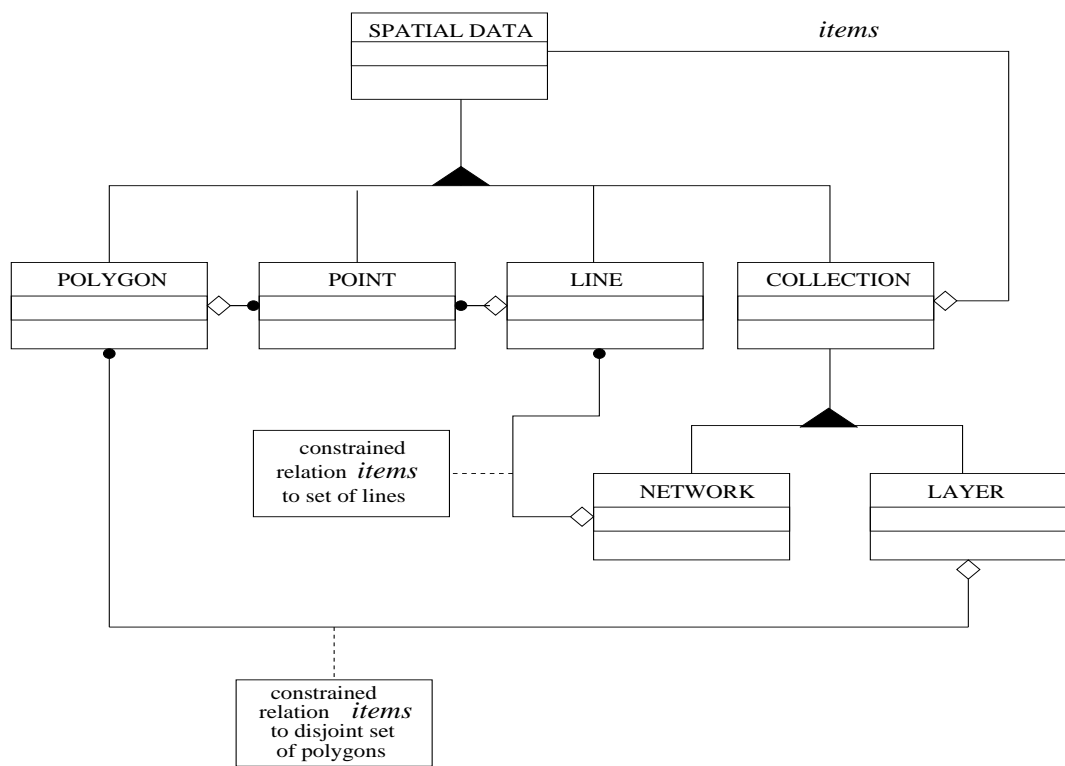 SPATIAL DATA
items
POLYGON
POINT
LINE
COLLECTION
constrained
relation items
to set of lines
NETWORK
LAYER
constrained
relation items
to disjoint set
of polygons